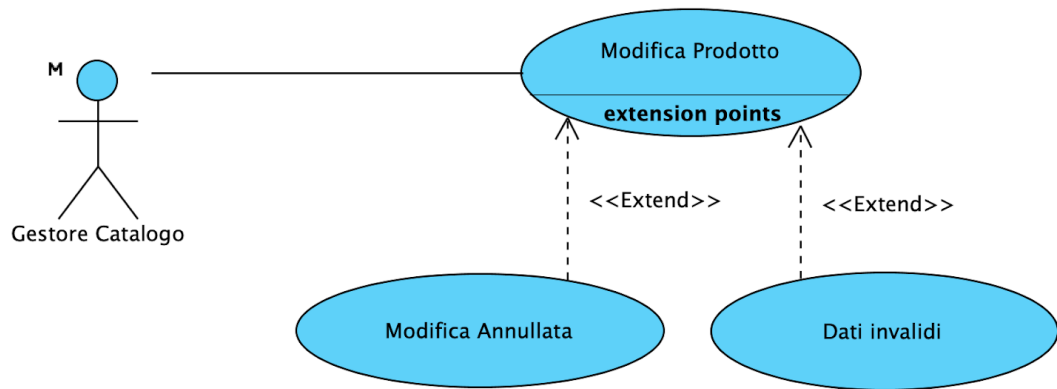 Modifica Prodotto
M
extension points
<<Extend>>
<<Extend>>
Gestore Catalogo
Modifica Annullata
Dati invalidi